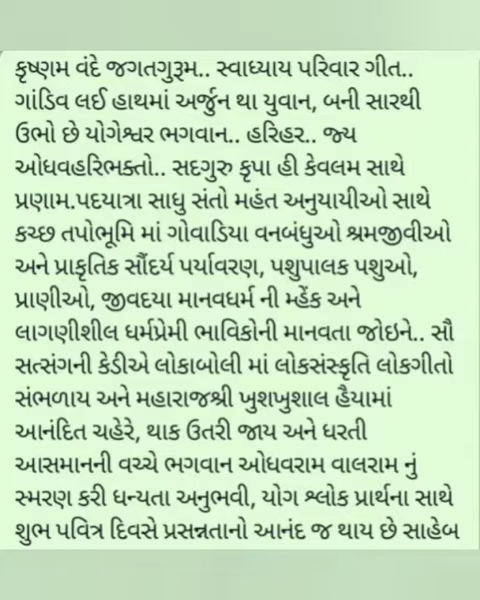 કૃષ્ણમ વંદે જગતગુરૂમ.. સ્વાધ્યાય પરિવાર ગીત..
ગાંડિવ લઈ હાથમાં અર્જુન થા યુવાન, બની સારથી
ઉભો છે યોગેશ્વર ભગવાન.. હરિહર.. જ્ય
ઓધવહરિભક્તો.. સદગુરુ કૃપા હી કેવલમ સાથે
પ્રણામ.પદયાત્રા સાધુ સંતો મહંત અનુયાયીઓ સાથે
કચ્છ તપોભૂમિ માં ગોવાડિયા વનબંધુઓ શ્રમજીવીઓ
અને પ્રાકૃતિક સૌંદર્ય પર્યાવરણ, પશુપાલક પશુઓ,
પ્રાણીઓ, જીવદયા માનવધર્મ ની મ્હેંક અને
લાગણીશીલ ધર્મપ્રેમી ભાવિકોની માનવતા જોઇને.. સૌ
સત્સંગની કેડીએ લોકાબોલી માં લોકસંસ્કૃતિ લોકગીતો
સંભળાય અને મહારાજશ્રી ખુશખુશાલ હૈયામાં
આનંદિત ચહેરે, થાક ઉતરી જાય અને ધરતી
આસમાનની વચ્ચે ભગવાન ઓધવરામ વાલરામ નું
સ્મરણ કરી ધન્યતા અનુભવી, યોગ શ્લોક પ્રાર્થના સાથે
શુભ પવિત્ર દિવસે પ્રસન્નતાનો આનંદ જ થાય છે સાહેબ